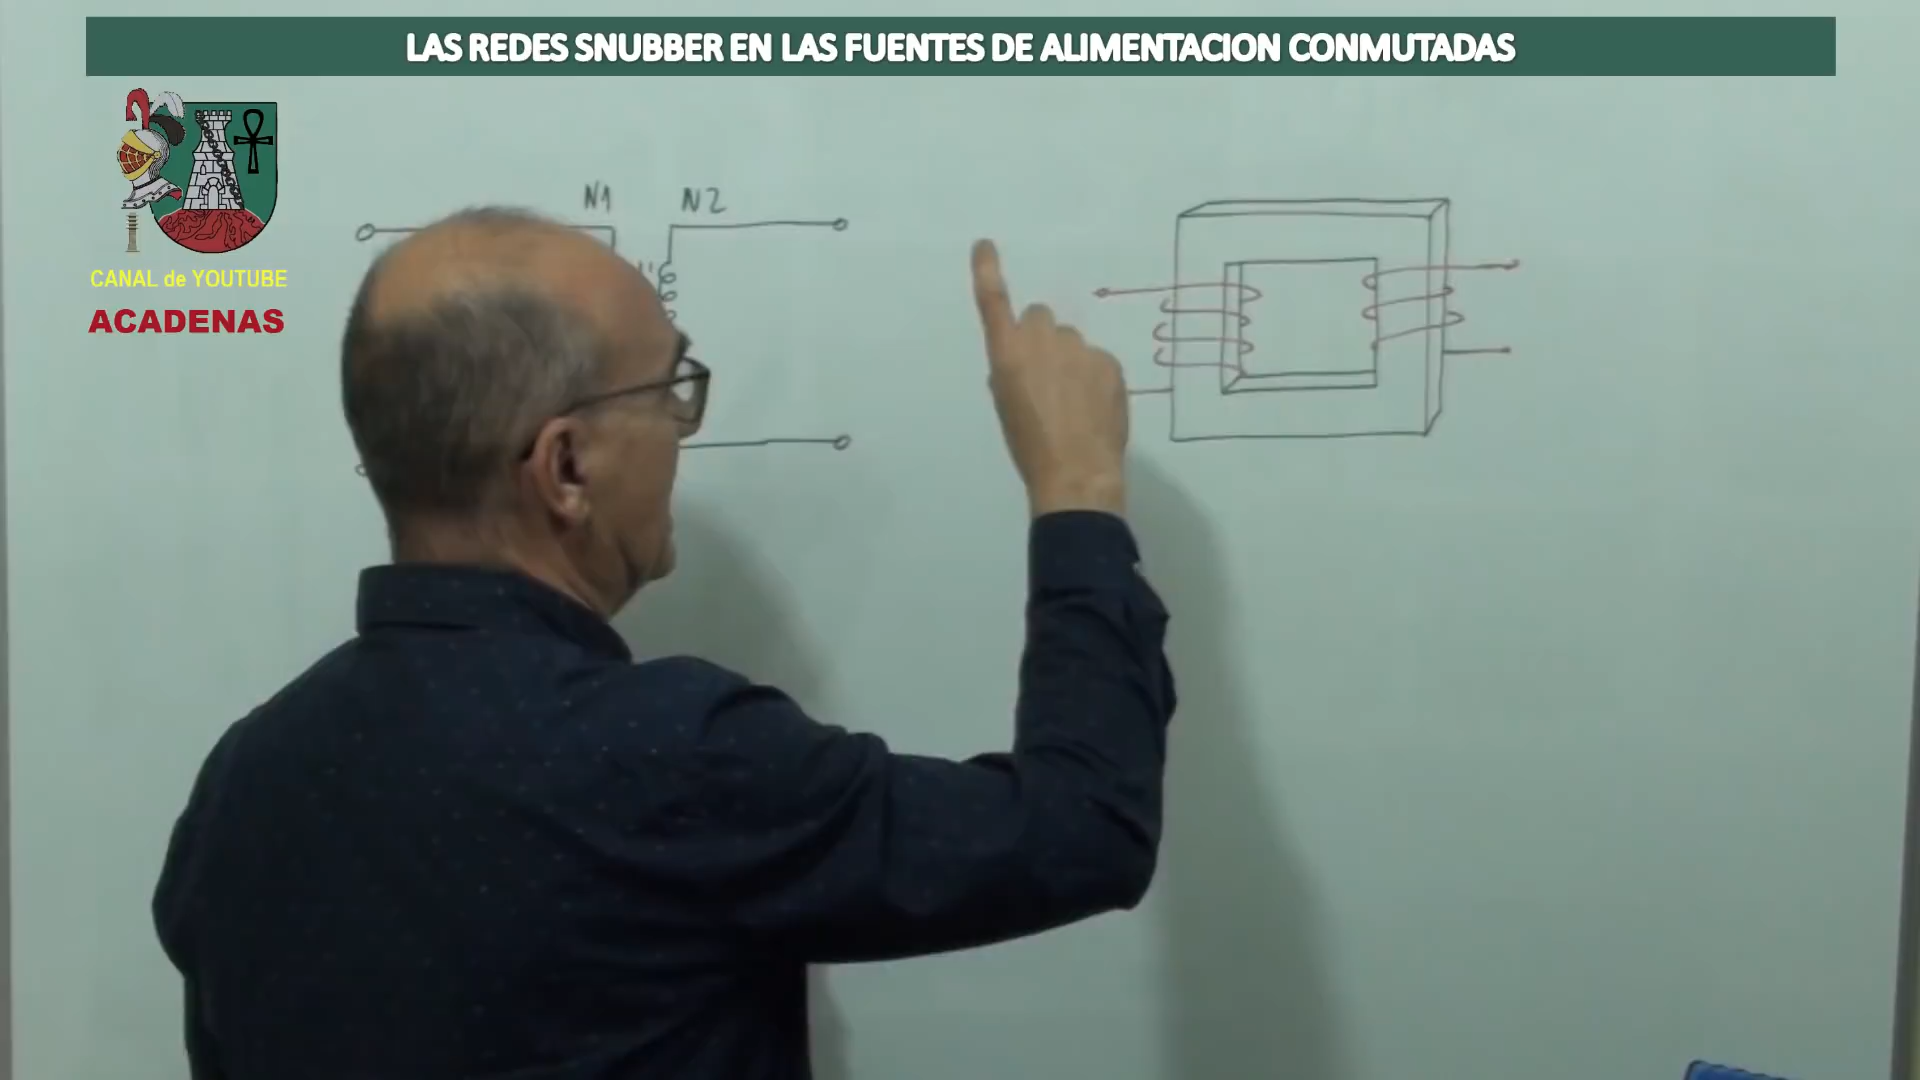 LAS REDES SNUBBER EN LAS FUENTES DE ALIMENTACION CONMUTADAS
CANAL de YOUTUBE
ACADENAS
N1 N2